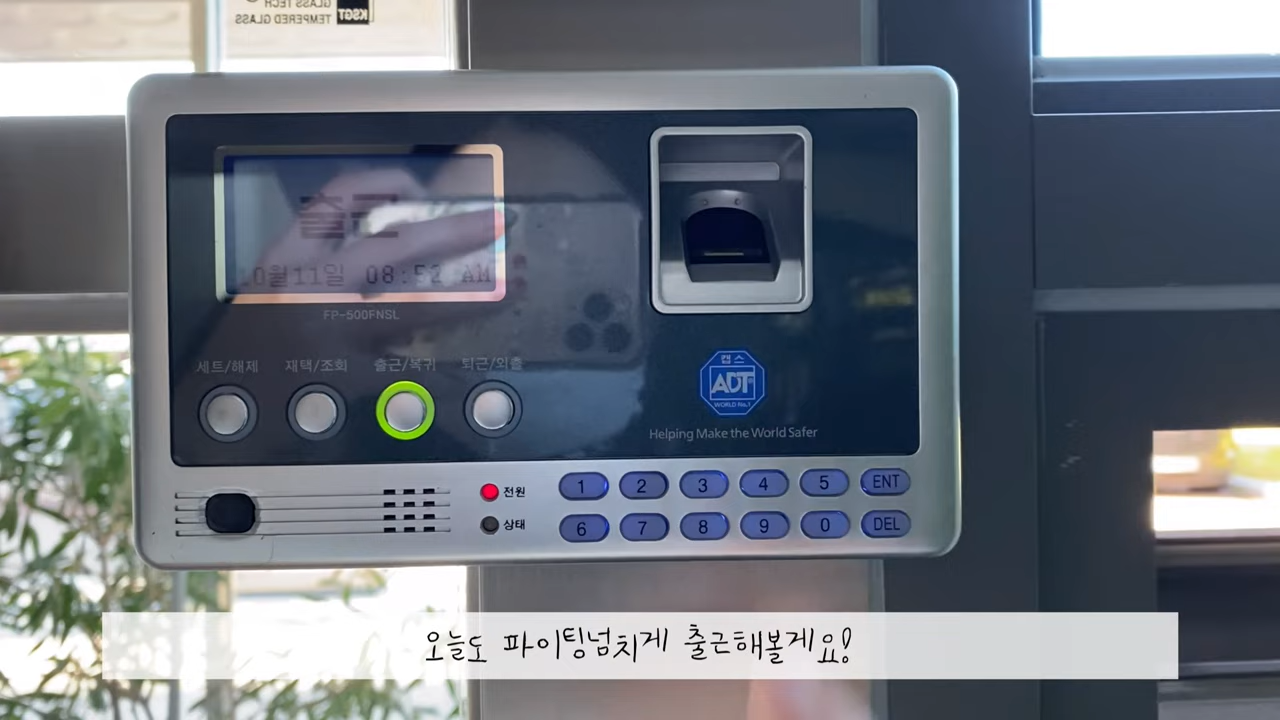 GLASS TECH
TEMPERED GLASS
KSGT
출근
10월11일 08:52 AM
FP-500FNSL
세트/해제 재택/조회 출근/복귀 퇴근/외출
캡스
ADT
WORLD No.1
Helping Make the World Safer
전원
상태
1 2 3 4 5 ENT
6 7 8 9 0 DEL
오늘도 파이팅넘치게 출근해볼게요!